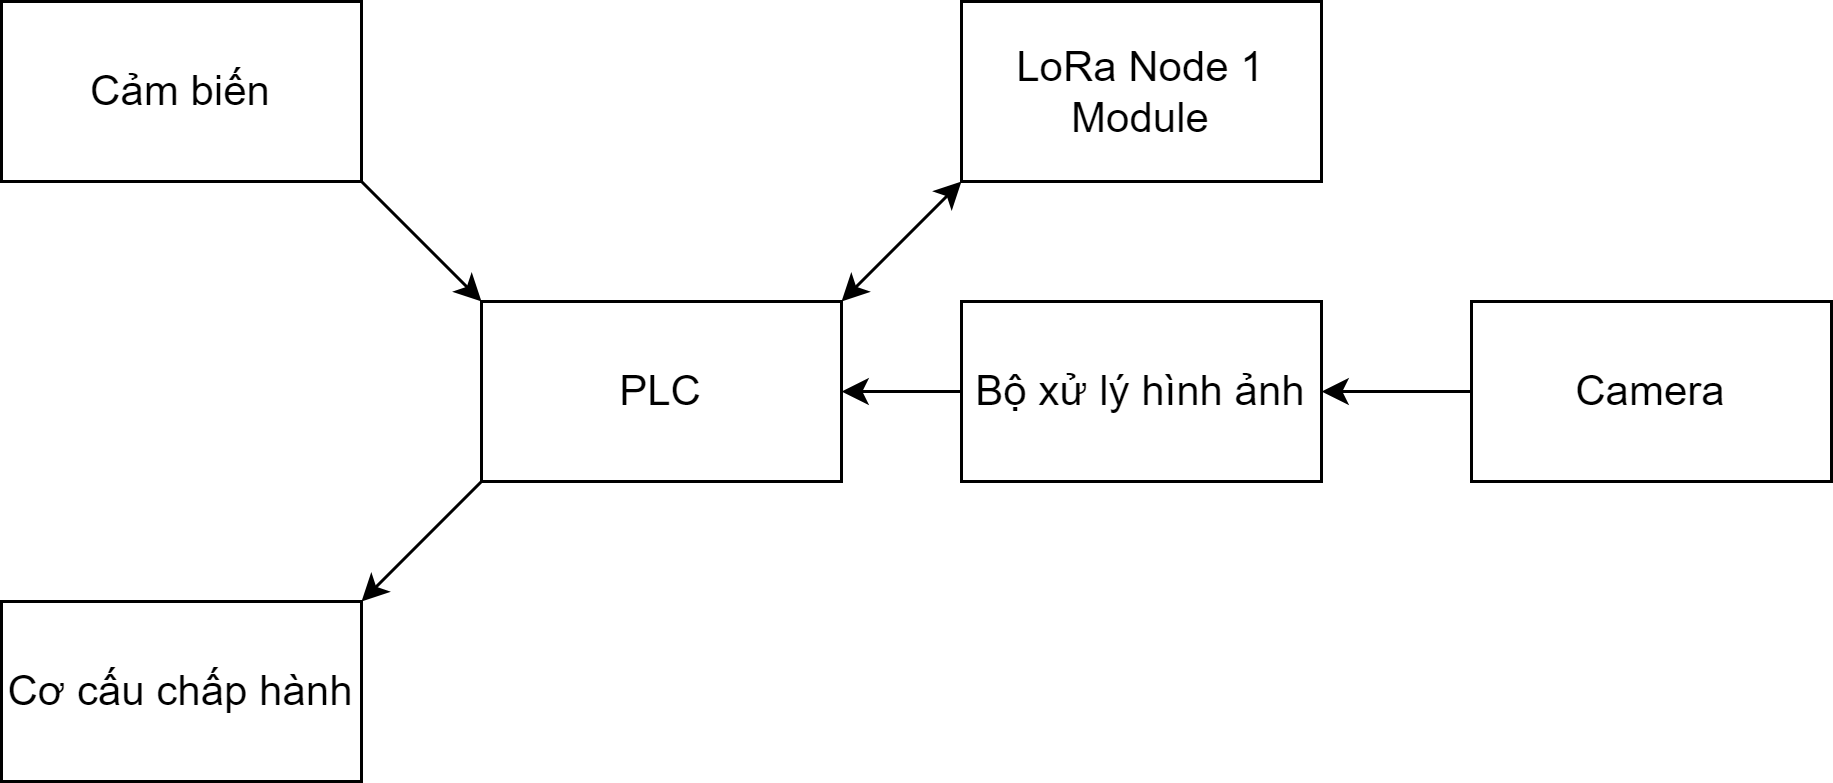 Cảm biến
LoRa Node 1
Module
PLC
Bộ xử lý hình ảnh
Camera
Cơ cấu chấp hành